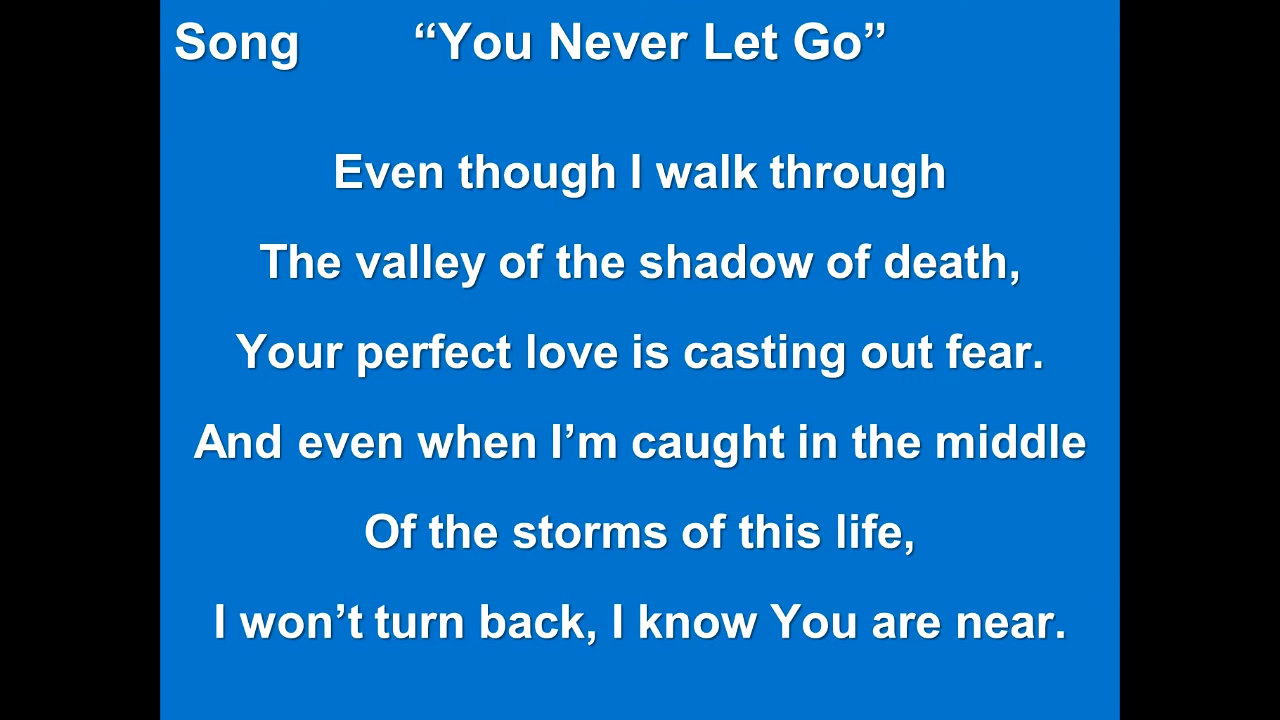 Song “You Never Let Go”
Even though I walk through
The valley of the shadow of death,
Your perfect love is casting out fear.
And even when I’m caught in the middle
Of the storms of this life,
I won’t turn back, I know You are near.